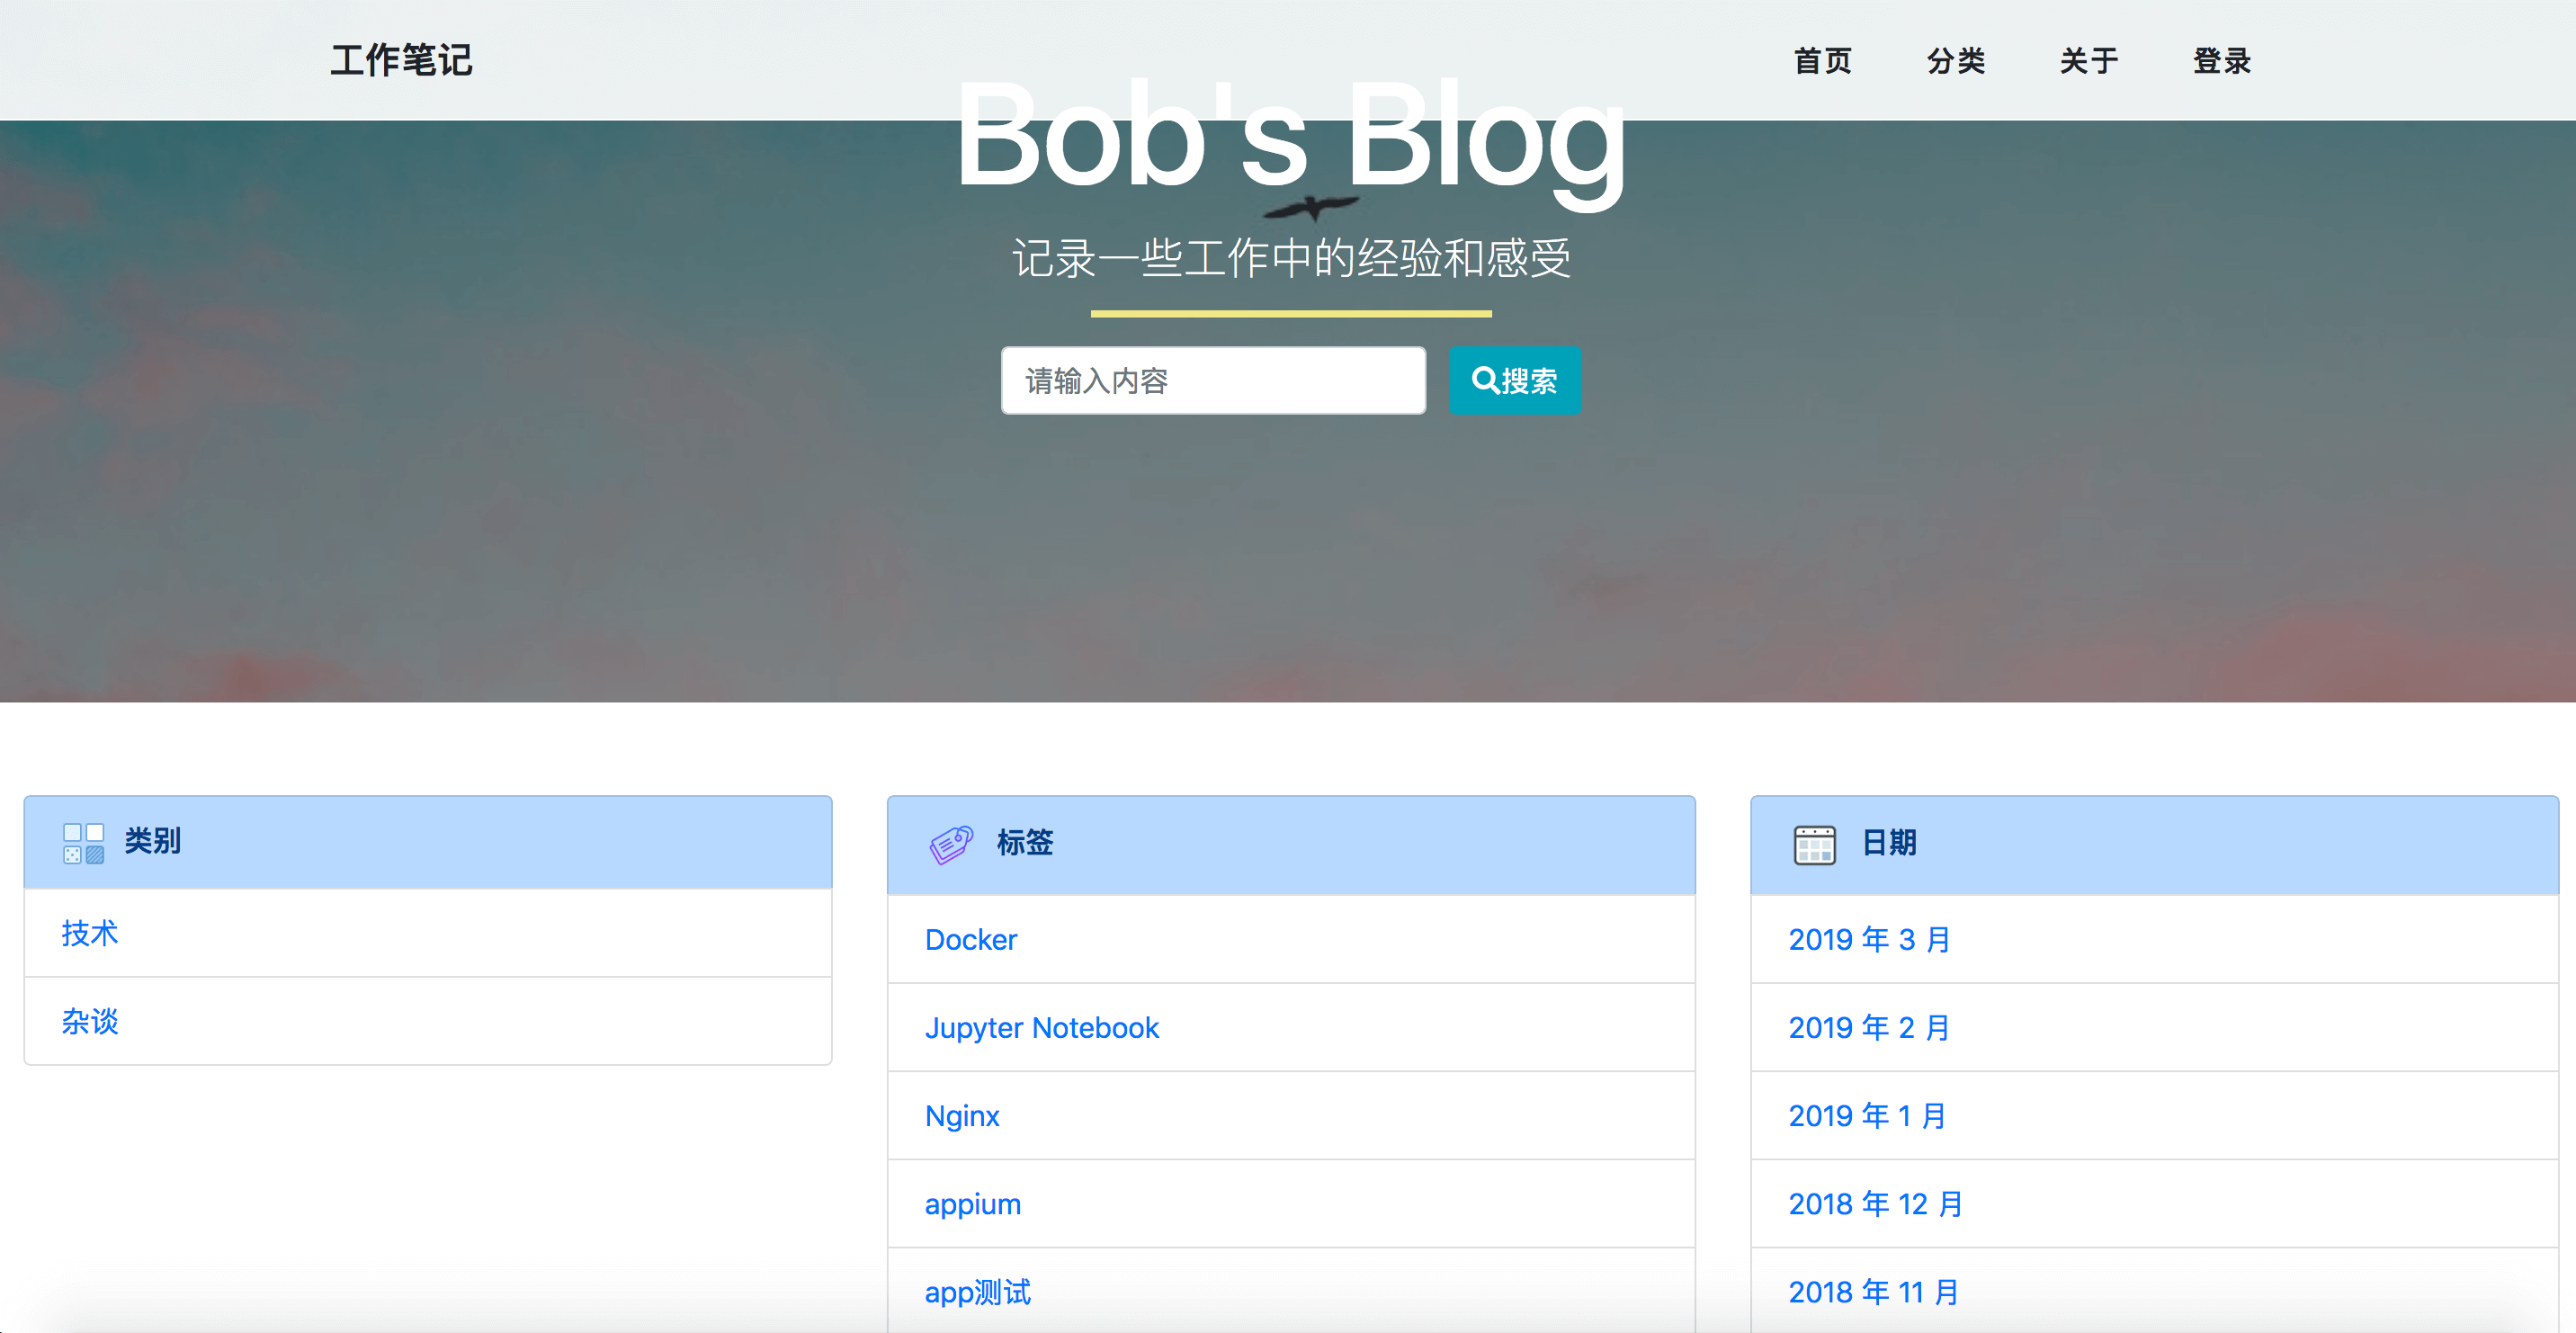 工作笔记
首页 分类 关于 登录
Bob's Blog
记录一些工作中的经验和感受
请输入内容 搜索
类别
技术
杂谈
标签
Docker
Jupyter Notebook
Nginx
appium
app测试
日期
2019 年 3 月
2019 年 2 月
2019 年 1 月
2018 年 12 月
2018 年 11 月